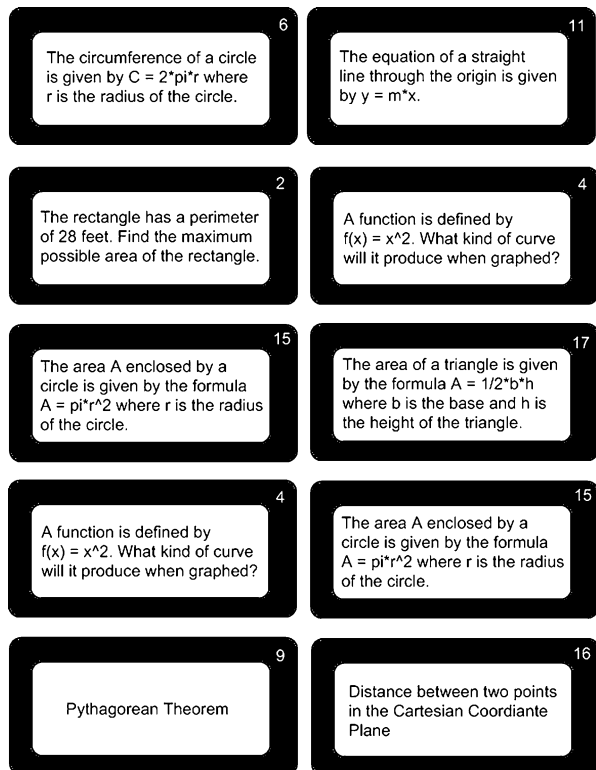 6
The circumference of a circle
is given by C = 2*pi*r where
r is the radius of the circle.
11
The equation of a straight
line through the origin is given
by y = m*x.
2
The rectangle has a perimeter
of 28 feet. Find the maximum
possible area of the rectangle.
4
A function is defined by
f(x) = x^2. What kind of curve
will it produce when graphed?
15
The area A enclosed by a
circle is given by the formula
A = pi*r^2 where r is the radius
of the circle.
17
The area of a triangle is given
by the formula A = 1/2*b*h
where b is the base and h is
the height of the triangle.
4
A function is defined by
f(x) = x^2. What kind of curve
will it produce when graphed?
15
The area A enclosed by a
circle is given by the formula
A = pi*r^2 where r is the radius
of the circle.
9
Pythagorean Theorem
16
Distance between two points
in the Cartesian Coordiante
Plane